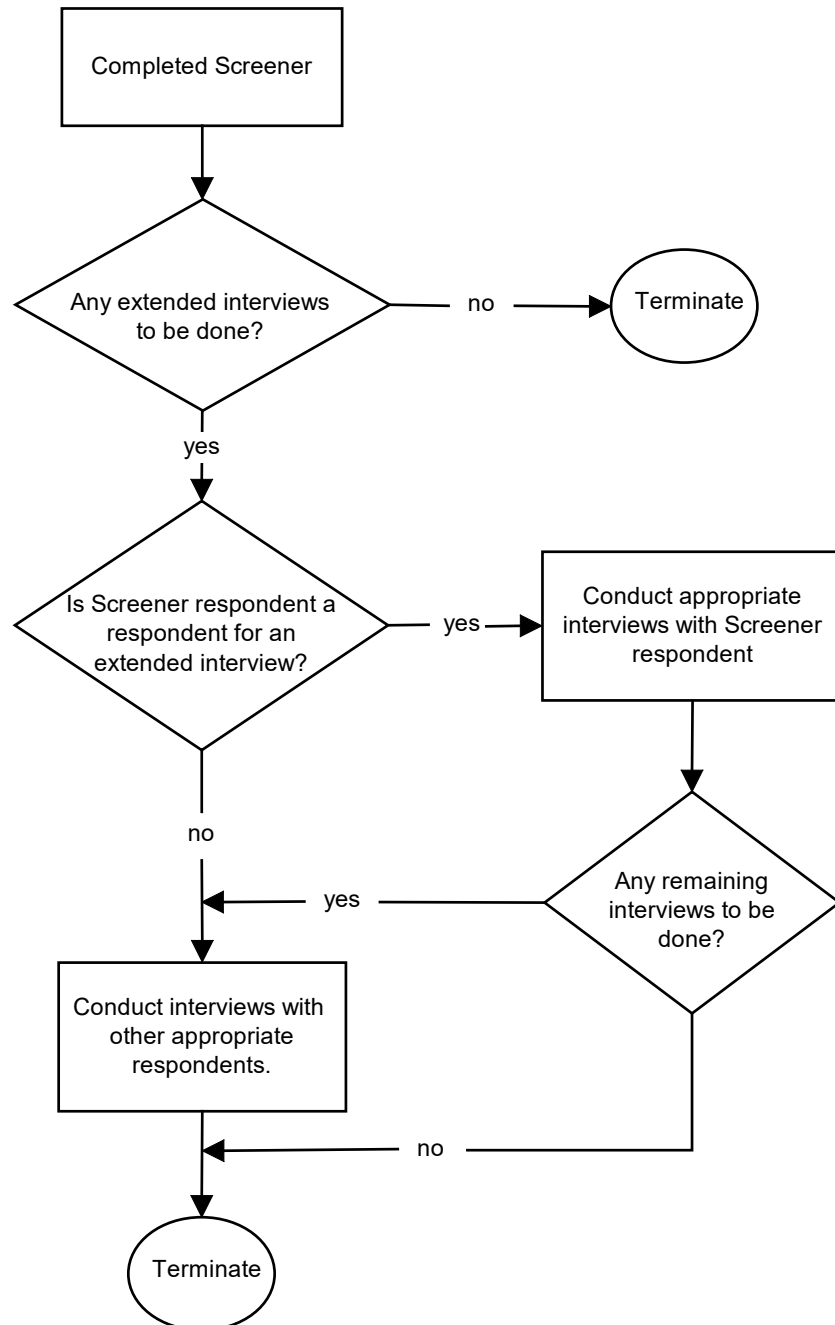 Completed Screener
Any extended interviews
to be done?
no
Terminate
yes
Is Screener respondent a
respondent for an
extended interview?
yes
Conduct appropriate
interviews with Screener
respondent
no
Any remaining
interviews to be
done?
yes
Conduct interviews with
other appropriate
respondents.
no
Terminate